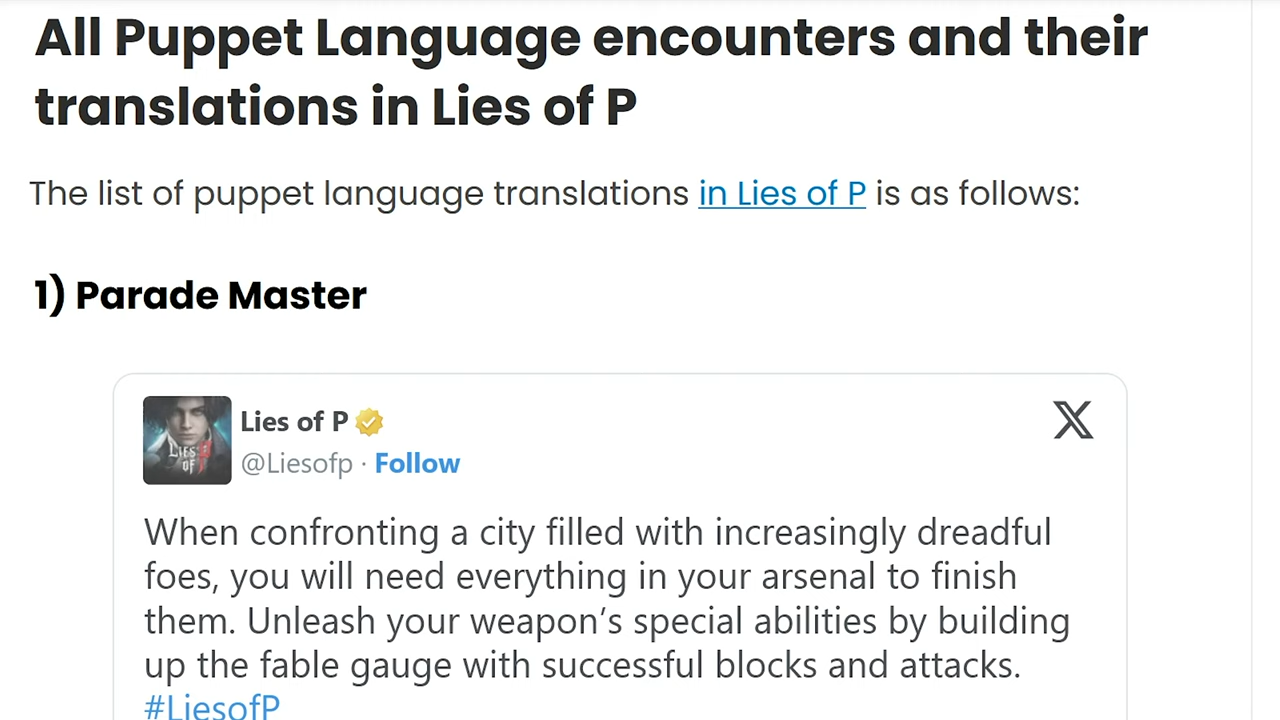 All Puppet Language encounters and their
translations in Lies of P
The list of puppet language translations in Lies of P is as follows:
1) Parade Master
Lies of P
@Liesofp · Follow
LIES
OF P
When confronting a city filled with increasingly dreadful
foes, you will need everything in your arsenal to finish
them. Unleash your weapon’s special abilities by building
up the fable gauge with successful blocks and attacks.
#LiesofP